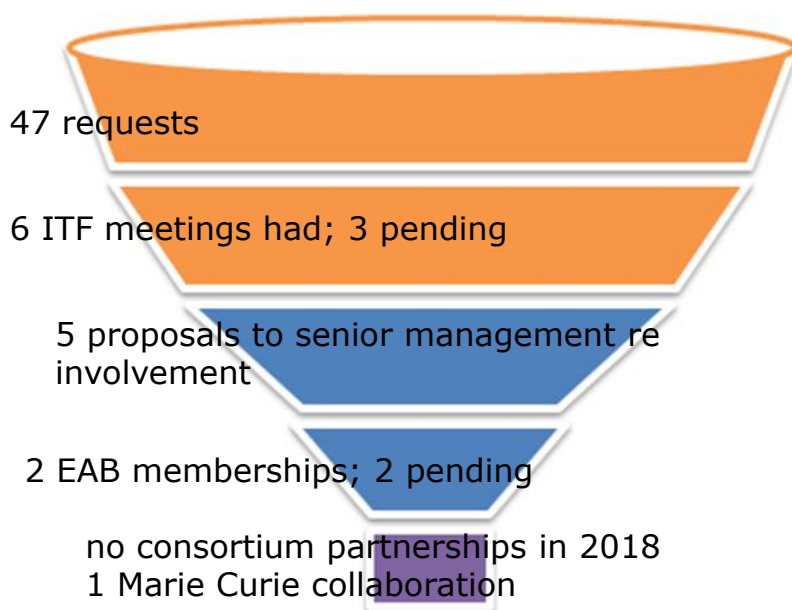 47 requests
6 ITF meetings had; 3 pending
5 proposals to senior management re
involvement
2 EAB memberships; 2 pending
no consortium partnerships in 2018
1 Marie Curie collaboration